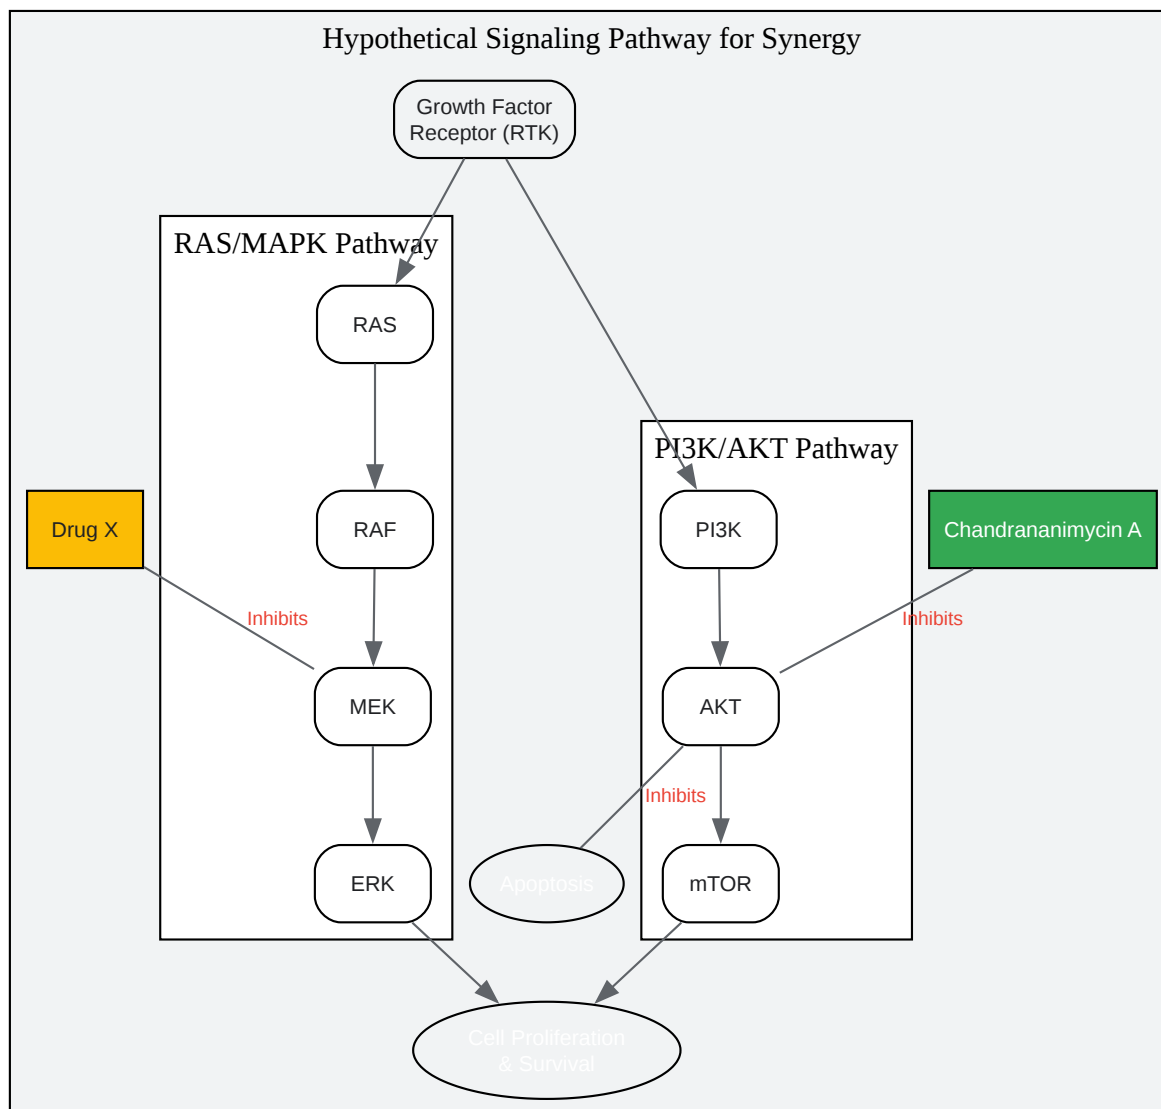 Hypothetical Signaling Pathway for Synergy
Growth Factor
Receptor (RTK)
RAS/MAPK Pathway
RAS
PI3K/AKT Pathway
Drug X
RAF
PI3K
Chandrananimycin A
Inhibits
Inhibits
MEK
AKT
Inhibits
ERK
Apoptosis
mTOR
Cell Proliferation
& Survival